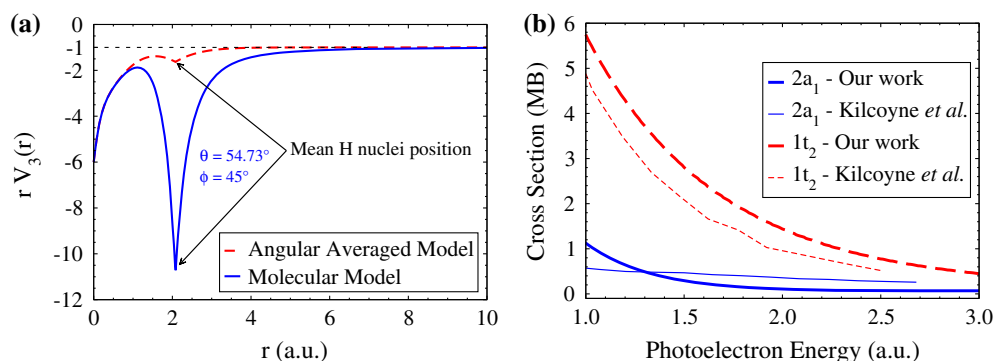 (a)
0
-1
-2
-4
-6
-8
-10
-12
r V3(r)
θ = 54.73°
φ = 45°
Mean H nuclei position
Angular Averaged Model
Molecular Model
0 2 4 6 8 10
r (a.u.)
(b)
6
5
4
3
2
1
0
Cross Section (MB)
2a1 - Our work
2a1 - Kilcoyne et al.
1t2 - Our work
1t2 - Kilcoyne et al.
1.0 1.5 2.0 2.5 3.0
Photoelectron Energy (a.u.)